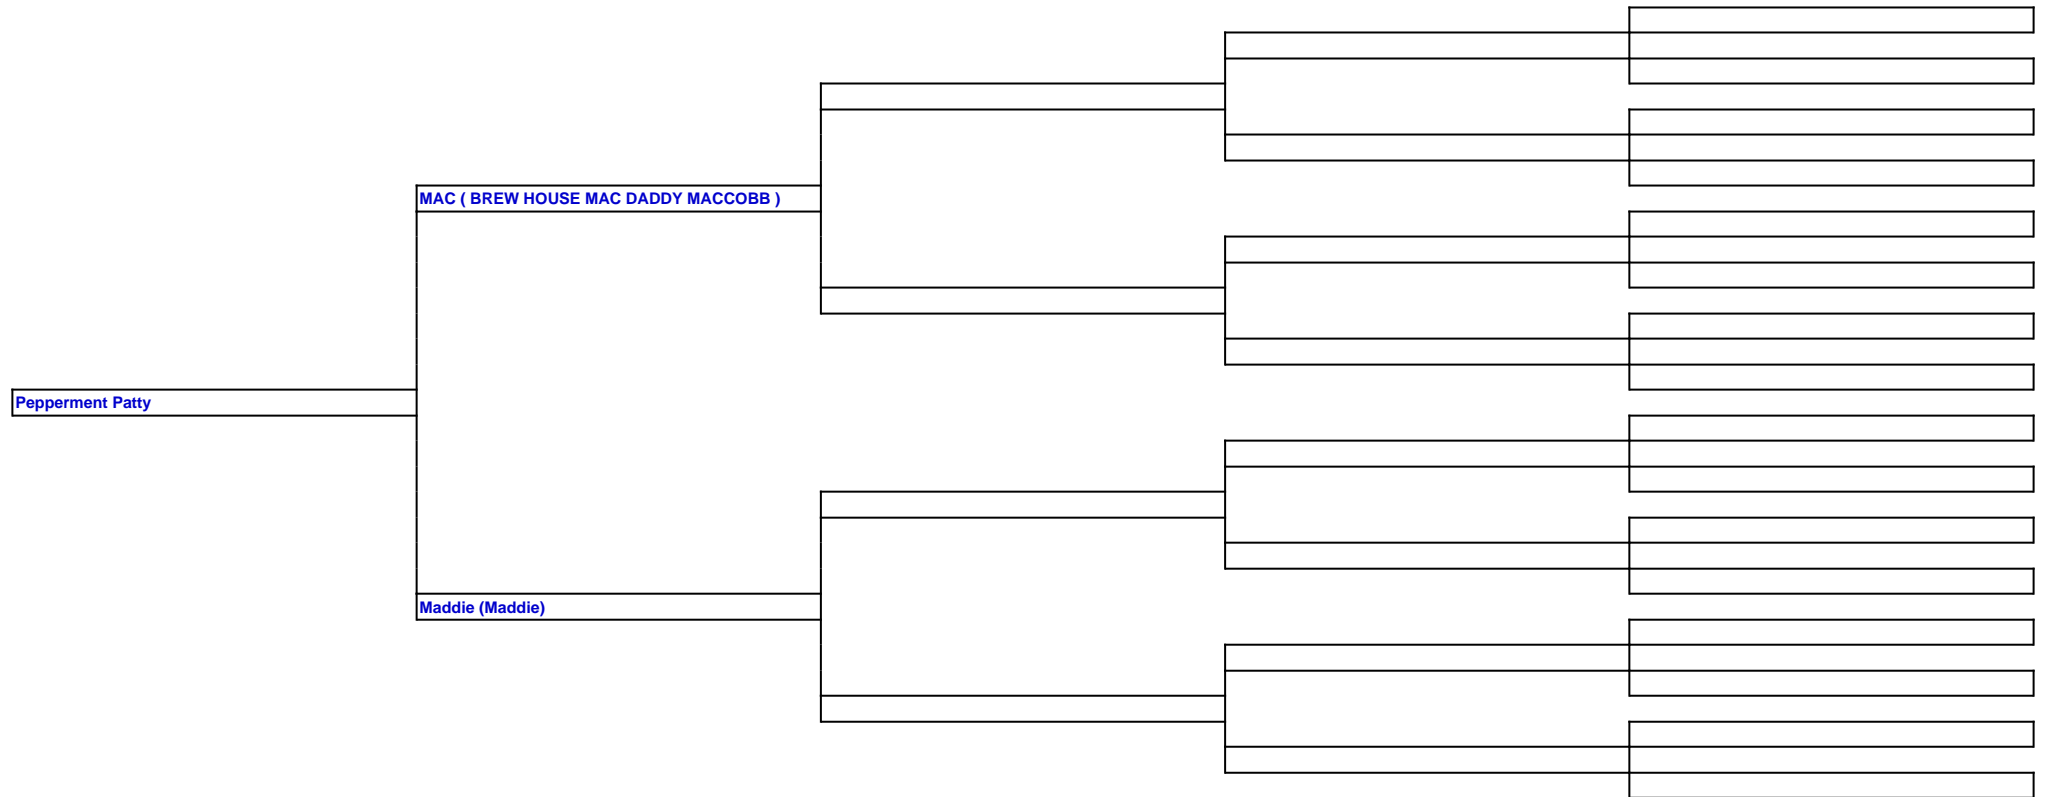 MAC ( BREW HOUSE MAC DADDY MACCOBB )
Pepperment Patty
Maddie (Maddie)